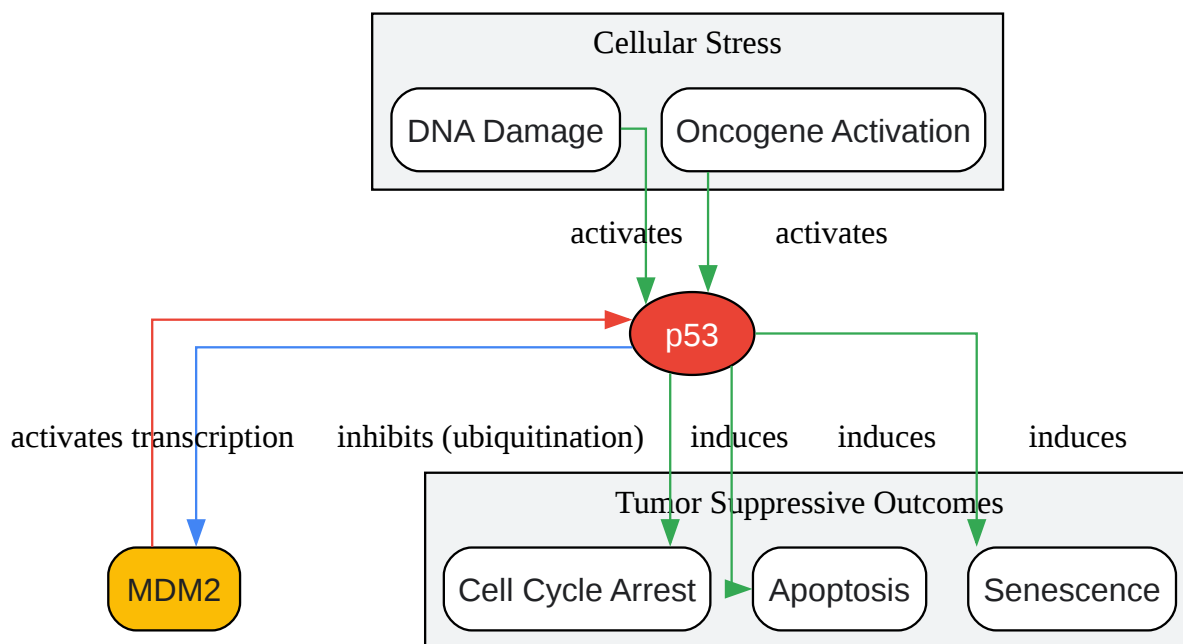 Cellular Stress
DNA Damage
Oncogene Activation
activates
activates
p53
activates transcription
inhibits (ubiquitination)
induces
induces
induces
Tumor Suppressive Outcomes
MDM2
Cell Cycle Arrest
Apoptosis
Senescence